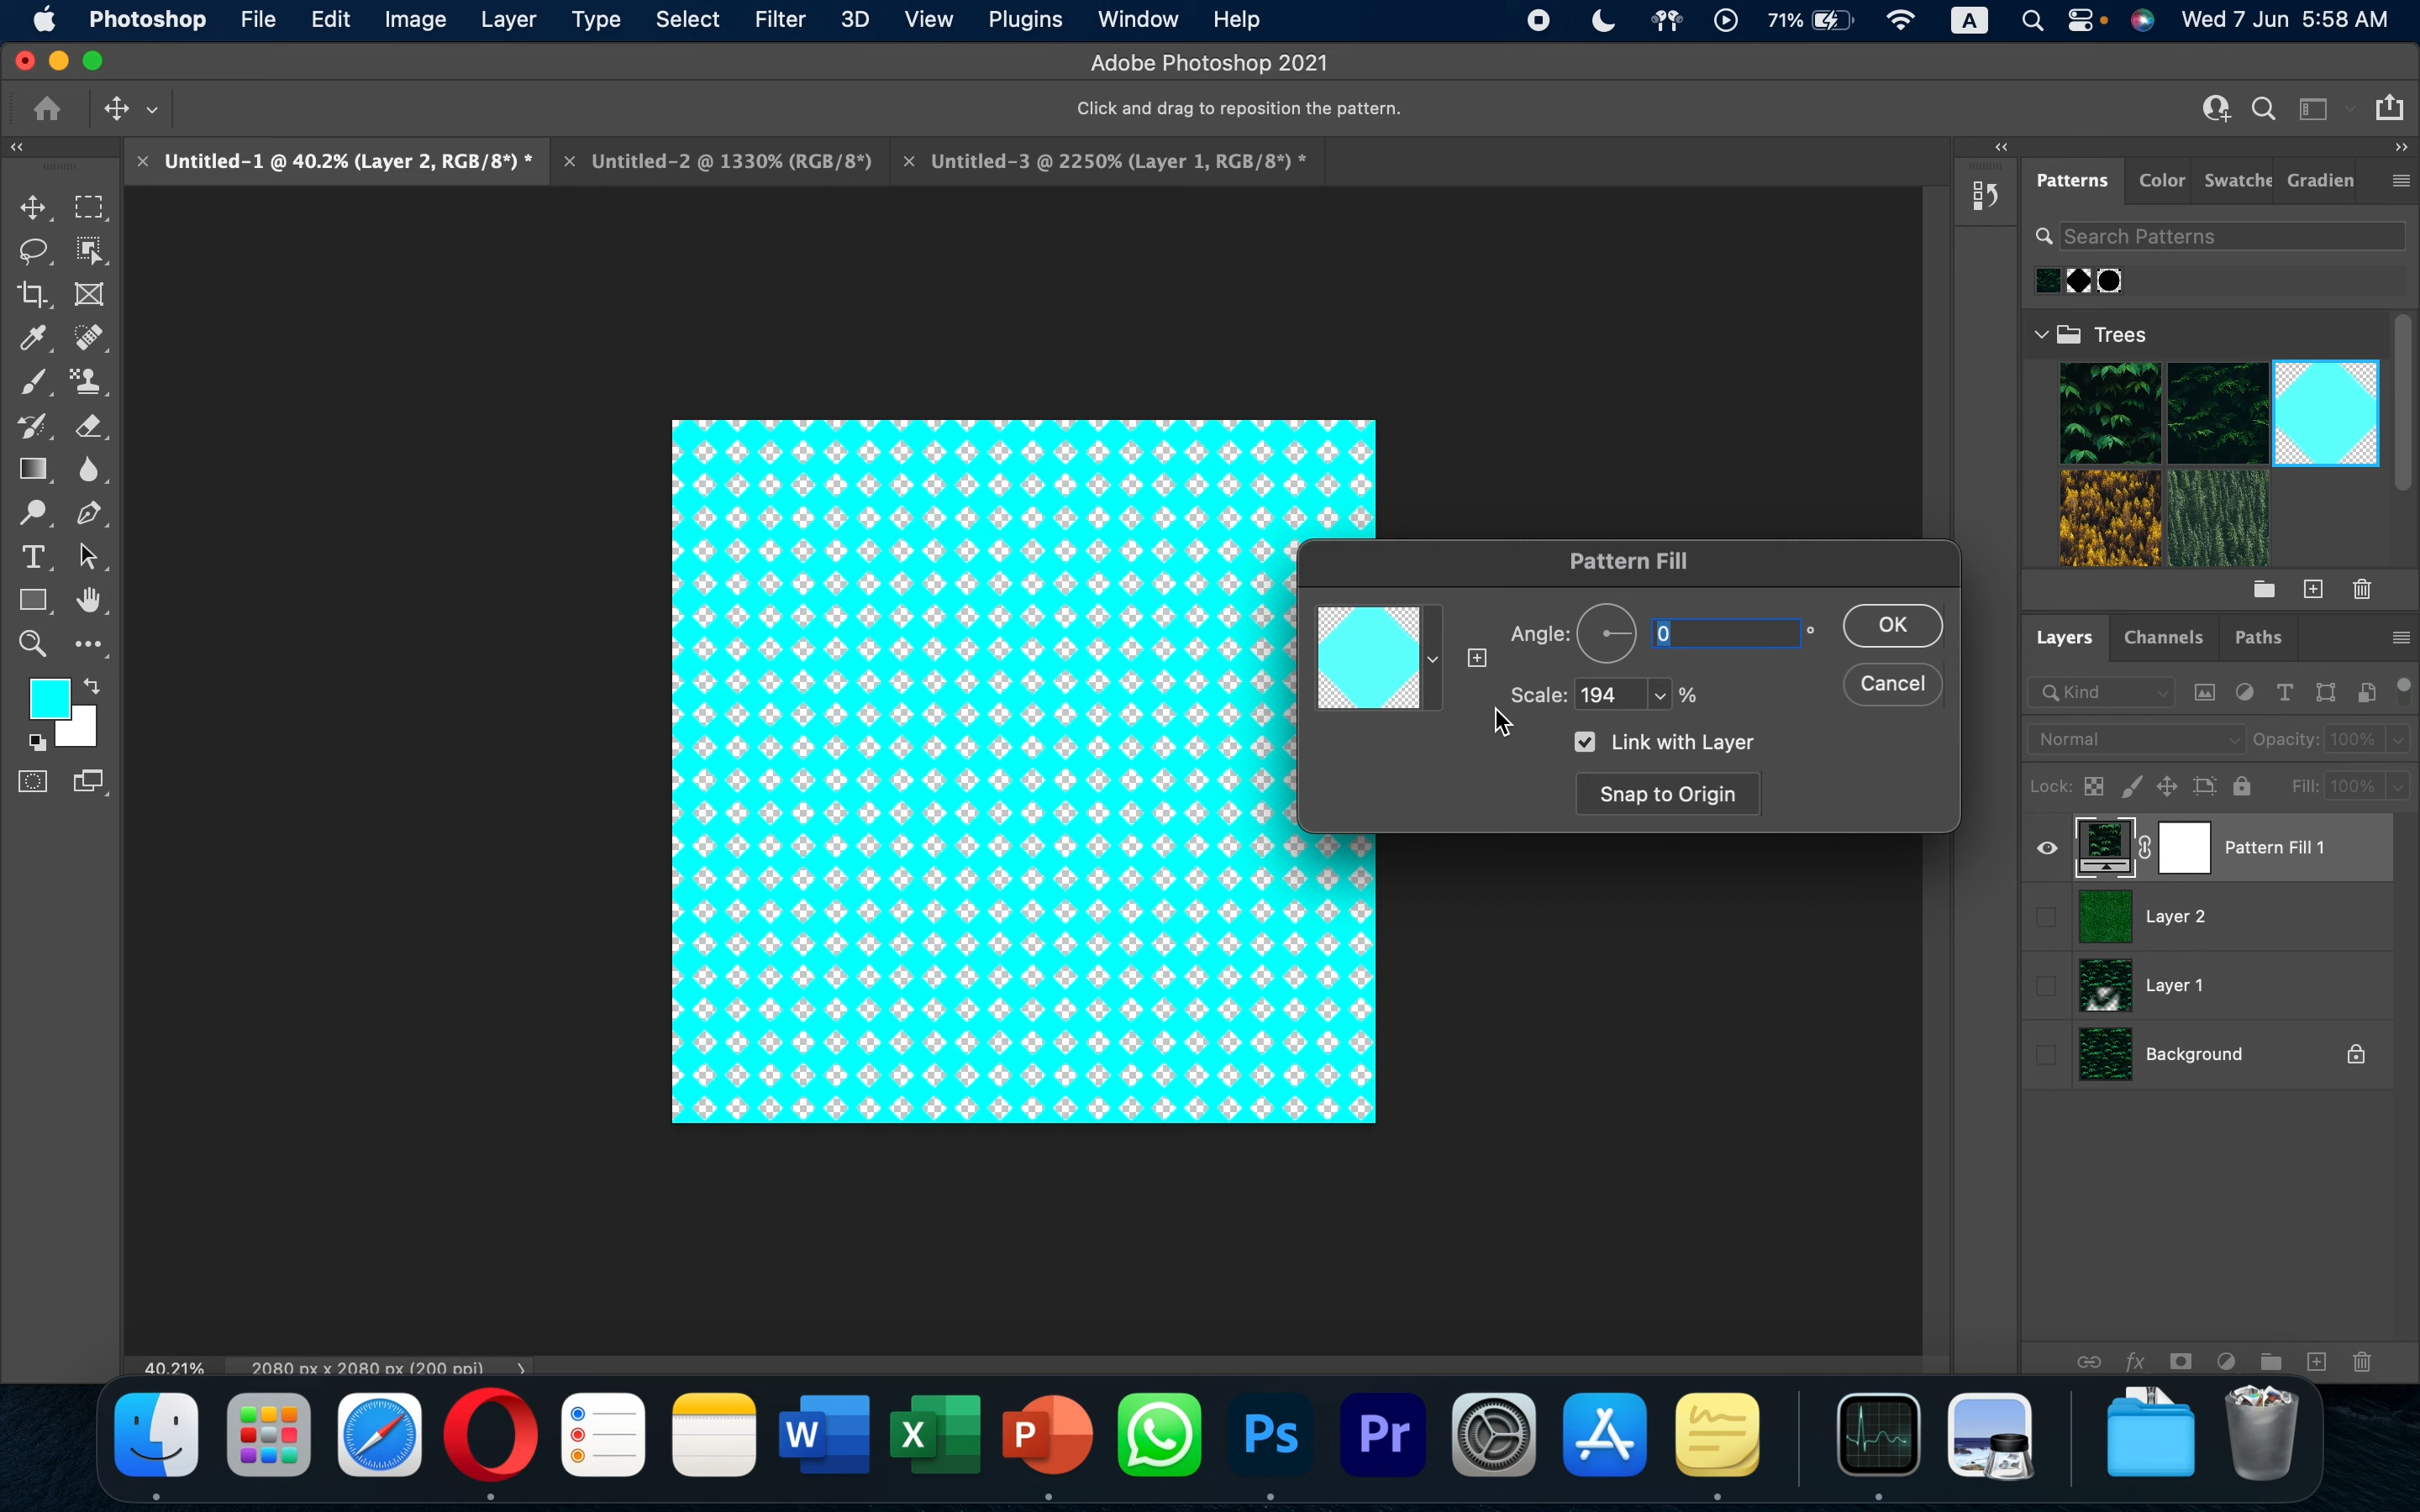 Photoshop File Edit Image Layer Type Select Filter 3D View Plugins Window Help 71% A Wed 7 Jun 5:58 AM
Adobe Photoshop 2021
Click and drag to reposition the pattern.
Untitled-1 @ 40.2% (Layer 2, RGB/8*) * Untitled-2 @ 1330% (RGB/8*) Untitled-3 @ 2250% (Layer 1, RGB/8*) *
Patterns Color Swatche Gradien
Search Patterns
Trees
Pattern Fill
Angle: 0 ° OK
Scale: 194 % Cancel
Link with Layer
Snap to Origin
Layers Channels Paths
Kind
Normal Opacity: 100%
Lock: Fill: 100%
Pattern Fill 1
Layer 2
Layer 1
Background
40.21% 2080 px x 2080 px (200 ppi)
fx
W X P Ps Pr